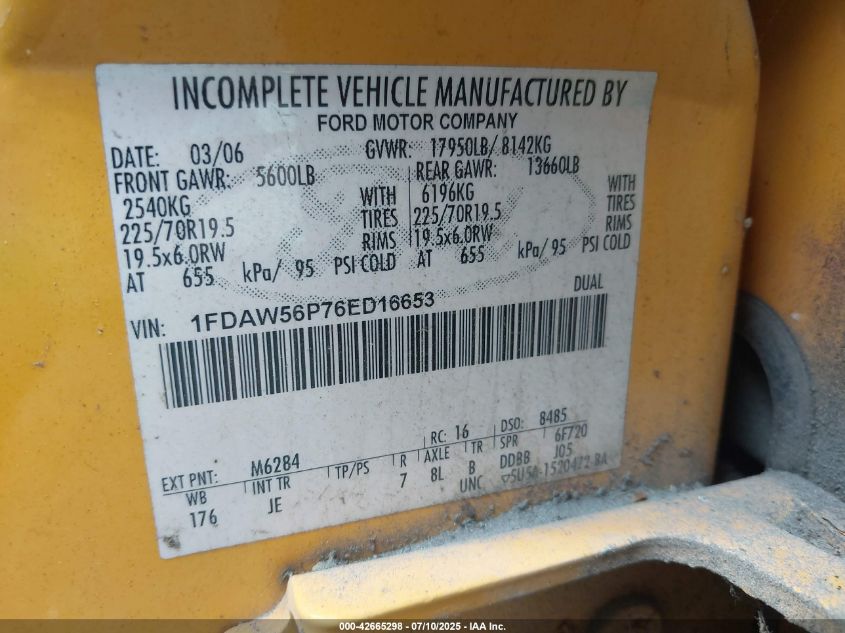 INCOMPLETE VEHICLE MANUFACTURED BY
FORD MOTOR COMPANY
DATE: 03/06 GVWR: 17950LB/ 8142KG
FRONT GAWR: 5600LB REAR GAWR: 13660LB
2540KG WITH 6196KG WITH
225/70R19.5 TIRES 225/70R19.5 TIRES
19.5x6.0RW RIMS 19.5x6.0RW RIMS
AT 655 kPa/ 95 PSI COLD AT 655 kPa/ 95 PSI COLD
DUAL
VIN: 1FDAW56P76ED16653
EXT PNT: M6284 RC: 16 DSO: 8485
WB INT TR TP/PS R AXLE TR SPR 6F720
176 JE 7 8L B DDBB J05
UNC 5U5A-1520472-BA
000-42665298 - 07/10/2025 - IAA Inc.